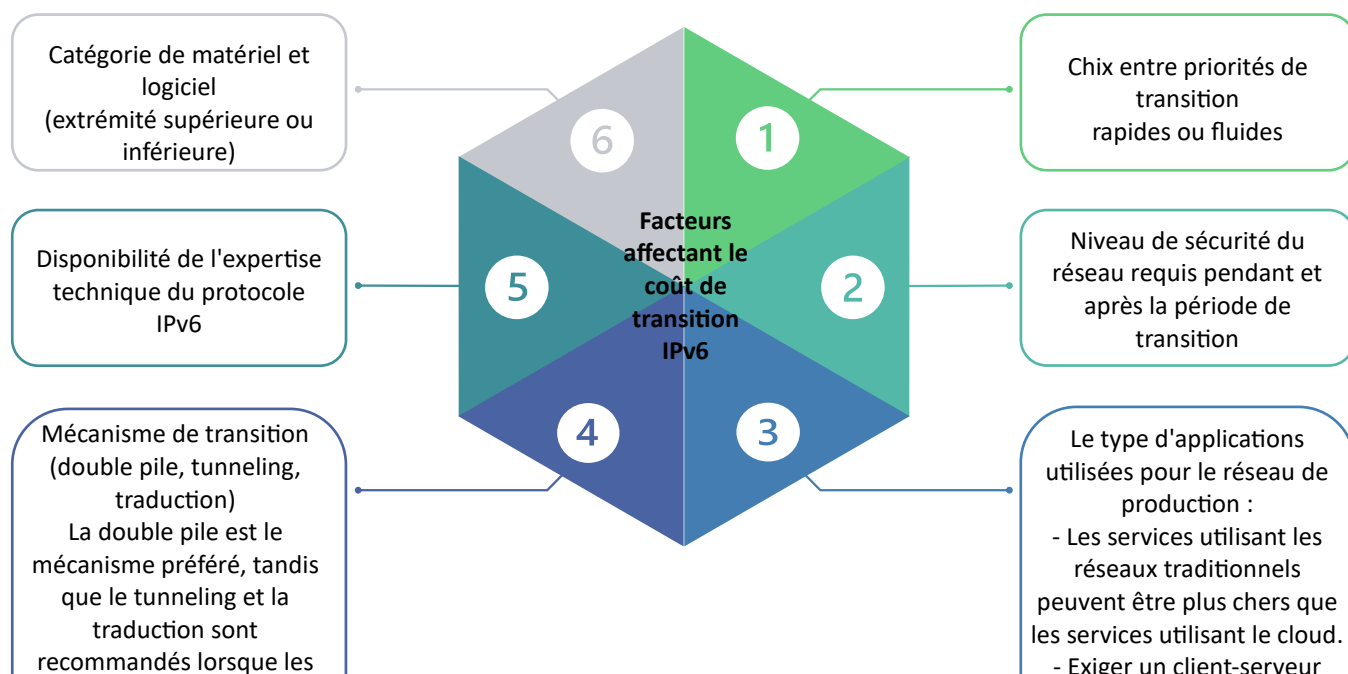 Catégorie de matériel et
logiciel
(extrémité supérieure ou
inférieure)
Disponibilité de l'expertise
technique du protocole
IPv6
Mécanisme de transition
(double pile, tunneling,
traduction)
La double pile est le
mécanisme préféré, tandis
que le tunneling et la
traduction sont
recommandés lorsque les
6
5
4
Facteurs
affectant le
coût de
transition
IPv6
1
2
3
Chix entre priorités de
transition
rapides ou fluides
Niveau de sécurité du
réseau requis pendant et
après la période de
transition
Le type d'applications
utilisées pour le réseau de
production :
- Les services utilisant les
réseaux traditionnels
peuvent être plus chers que
les services utilisant le cloud.
- Exiger un client-serveur